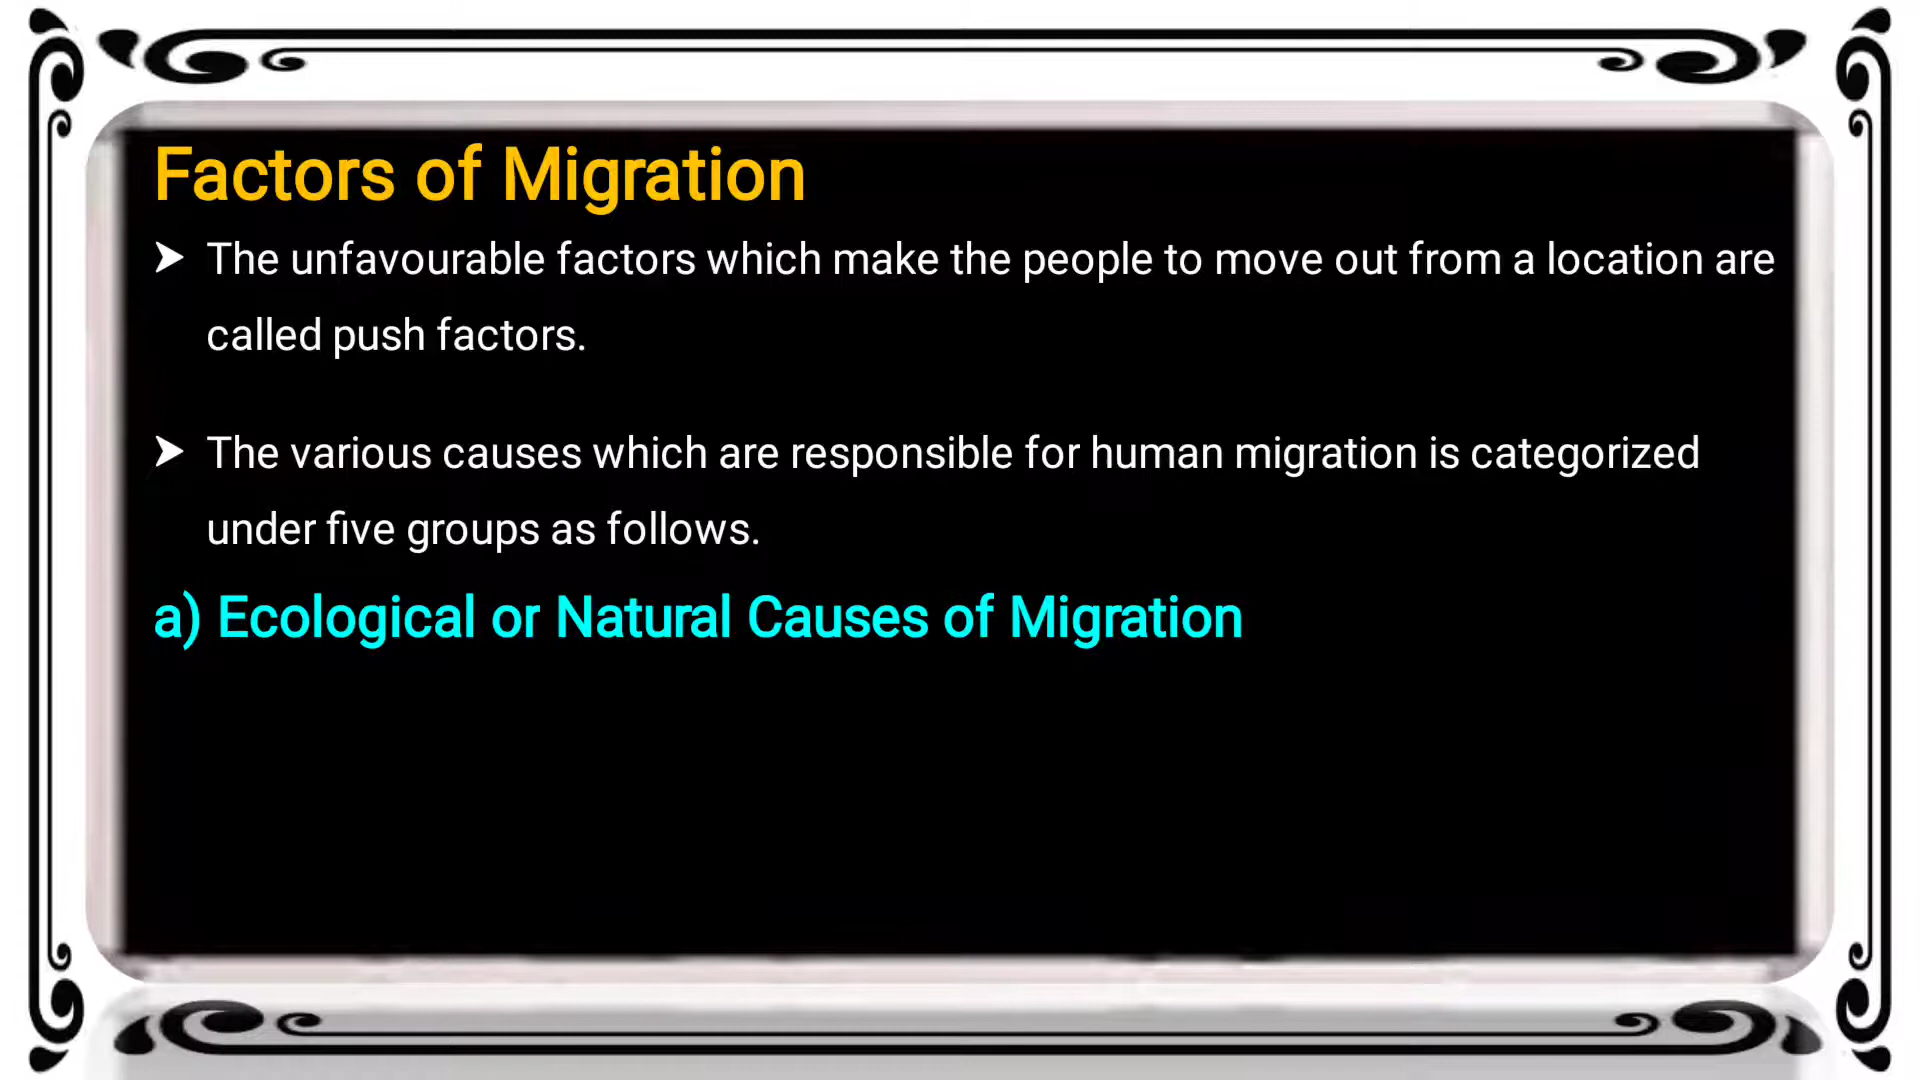 Factors of Migration
➤ The unfavourable factors which make the people to move out from a location are
called push factors.
➤ The various causes which are responsible for human migration is categorized
under five groups as follows.
a) Ecological or Natural Causes of Migration